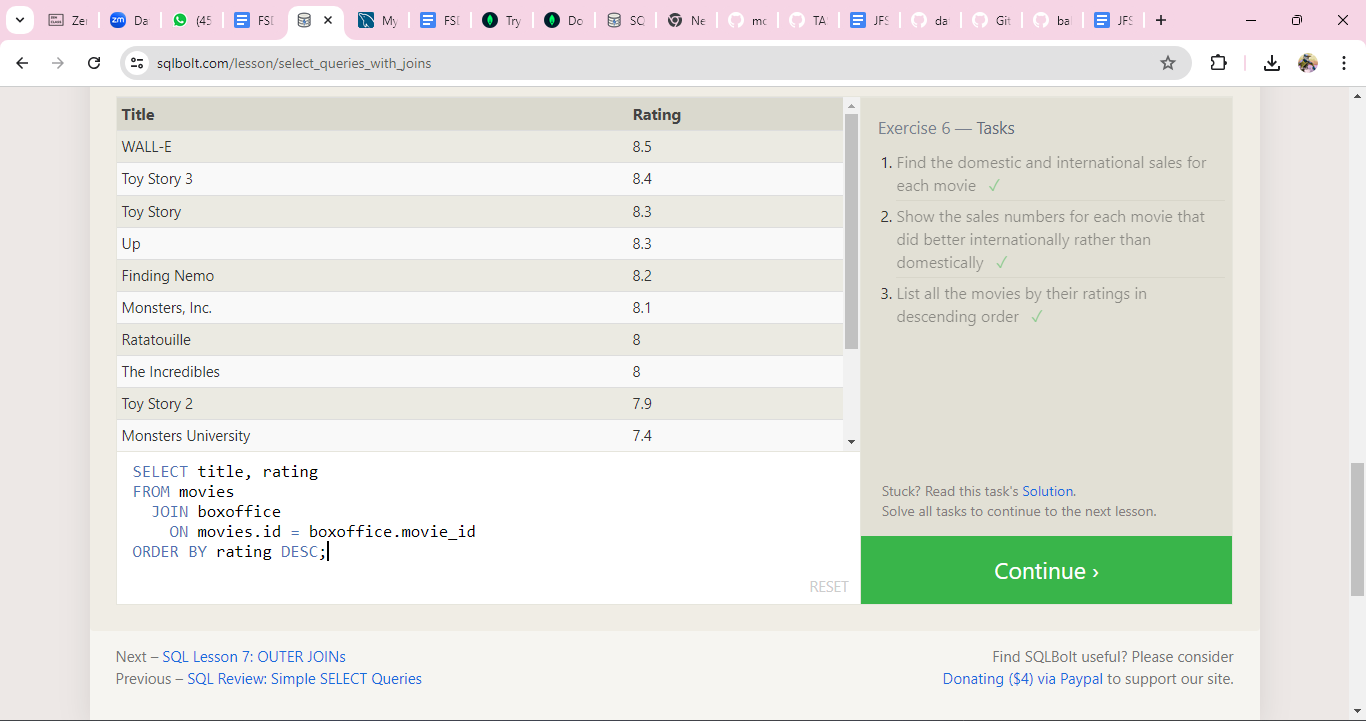 Ze
Da
(45
FSD
My
FSD
Try
Do
SQ
Ne
mo
TA
JFS
da
Git
ba
JFS
sqlbolt.com/lesson/select_queries_with_joins
Title Rating
WALL-E 8.5
Toy Story 3 8.4
Toy Story 8.3
Up 8.3
Finding Nemo 8.2
Monsters, Inc. 8.1
Ratatouille 8
The Incredibles 8
Toy Story 2 7.9
Monsters University 7.4
SELECT title, rating
FROM movies
JOIN boxoffice
ON movies.id = boxoffice.movie_id
ORDER BY rating DESC;
RESET
Exercise 6 — Tasks
1. Find the domestic and international sales for
each movie ✓
2. Show the sales numbers for each movie that
did better internationally rather than
domestically ✓
3. List all the movies by their ratings in
descending order ✓
Stuck? Read this task's Solution.
Solve all tasks to continue to the next lesson.
Continue ›
Next – SQL Lesson 7: OUTER JOINs
Previous – SQL Review: Simple SELECT Queries
Find SQLBolt useful? Please consider
Donating ($4) via Paypal to support our site.